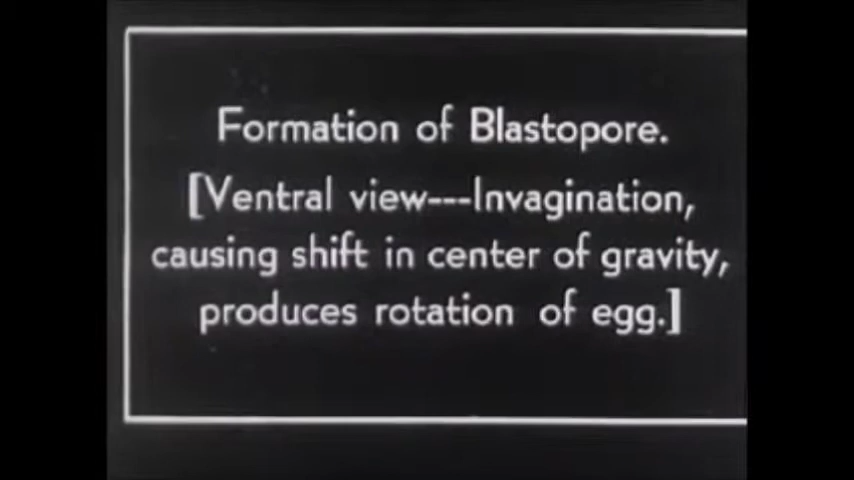 Formation of Blastopore.
[Ventral view---Invagination,
causing shift in center of gravity,
produces rotation of egg.]